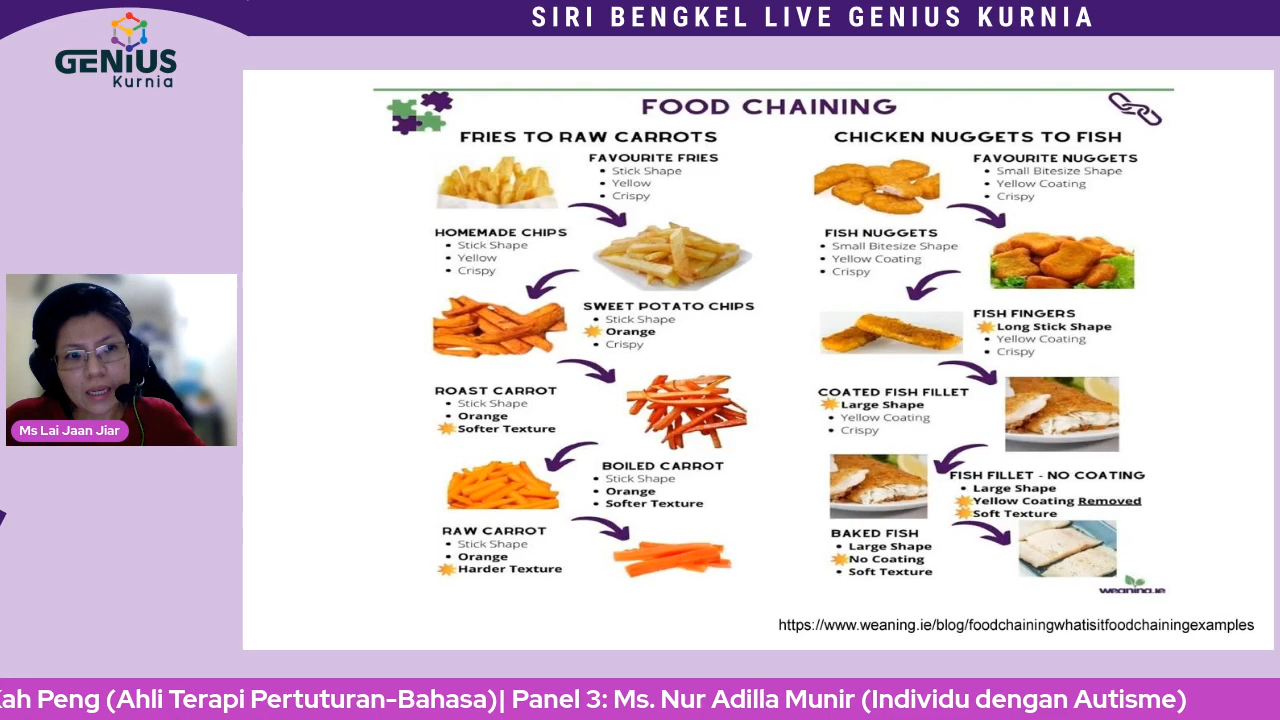 SIRI BENGKEL LIVE GENIUS KURNIA
GENIUS
Kurnia
FOOD CHAINING
FRIES TO RAW CARROTS
FAVOURITE FRIES
• Stick Shape
• Yellow
• Crispy
HOMEMADE CHIPS
• Stick Shape
• Yellow
• Crispy
SWEET POTATO CHIPS
• Stick Shape
Orange
• Crispy
ROAST CARROT
• Stick Shape
• Orange
Softer Texture
BOILED CARROT
• Stick Shape
• Orange
• Softer Texture
RAW CARROT
• Stick Shape
• Orange
Harder Texture
CHICKEN NUGGETS TO FISH
FAVOURITE NUGGETS
• Small Bitesize Shape
• Yellow Coating
• Crispy
FISH NUGGETS
• Small Bitesize Shape
• Yellow Coating
• Crispy
FISH FINGERS
Long Stick Shape
• Yellow Coating
• Crispy
COATED FISH FILLET
Large Shape
• Yellow Coating
• Crispy
FISH FILLET - NO COATING
• Large Shape
Yellow Coating Removed
Soft Texture
BAKED FISH
• Large Shape
No Coating
• Soft Texture
weaning.ie
https://www.weaning.ie/blog/foodchainingwhatisitfoodchainingexamples
Ms Lai Jaan Jiar
Kah Peng (Ahli Terapi Pertuturan-Bahasa)| Panel 3: Ms. Nur Adilla Munir (Individu dengan Autisme)